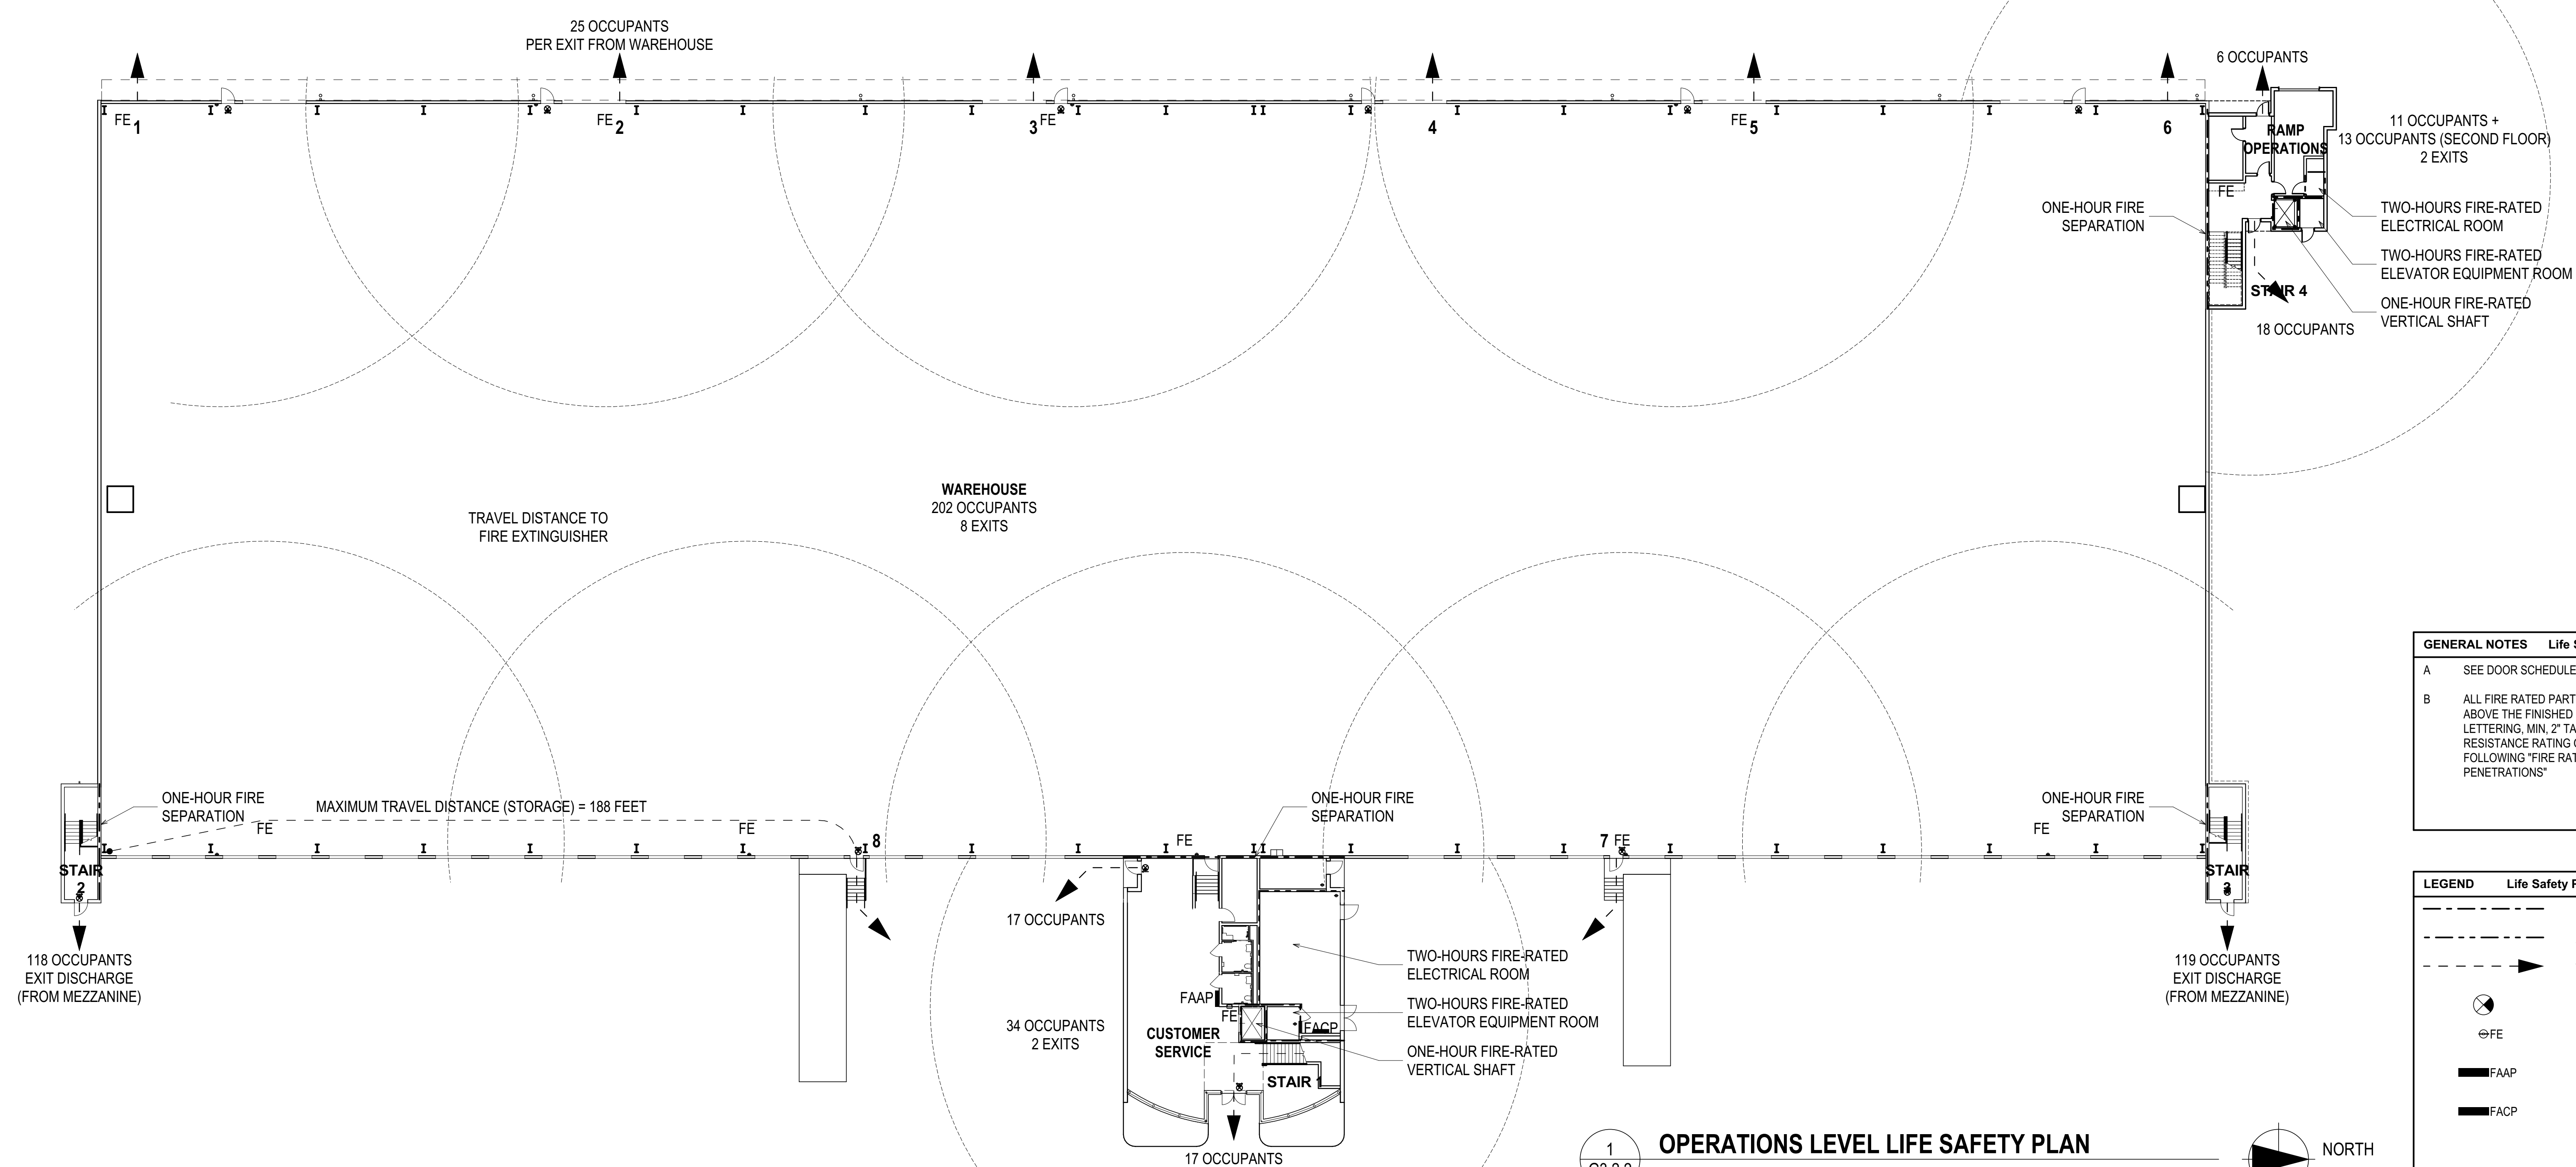 25 OCCUPANTS
PER EXIT FROM WAREHOUSE
6 OCCUPANTS
FE 1
FE 2
3 FE
4
FE 5
6
RAMP
OPERATIONS
11 OCCUPANTS +
13 OCCUPANTS (SECOND FLOOR)
2 EXITS
FE
ONE-HOUR FIRE
SEPARATION
TWO-HOURS FIRE-RATED
ELECTRICAL ROOM
TWO-HOURS FIRE-RATED
ELEVATOR EQUIPMENT ROOM
ONE-HOUR FIRE-RATED
VERTICAL SHAFT
STAIR 4
18 OCCUPANTS
WAREHOUSE
202 OCCUPANTS
8 EXITS
TRAVEL DISTANCE TO
FIRE EXTINGUISHER
ONE-HOUR FIRE
SEPARATION
MAXIMUM TRAVEL DISTANCE (STORAGE) = 188 FEET
FE
FE
8
FE
ONE-HOUR FIRE
SEPARATION
7 FE
ONE-HOUR FIRE
SEPARATION
FE
STAIR
2
STAIR
3
118 OCCUPANTS
EXIT DISCHARGE
(FROM MEZZANINE)
17 OCCUPANTS
FAAP
FE
FACP
34 OCCUPANTS
2 EXITS
CUSTOMER
SERVICE
STAIR 1
TWO-HOURS FIRE-RATED
ELECTRICAL ROOM
TWO-HOURS FIRE-RATED
ELEVATOR EQUIPMENT ROOM
ONE-HOUR FIRE-RATED
VERTICAL SHAFT
17 OCCUPANTS
119 OCCUPANTS
EXIT DISCHARGE
(FROM MEZZANINE)
GENERAL NOTES Life
A SEE DOOR SCHEDULE
B ALL FIRE RATED PART
ABOVE THE FINISHED
LETTERING, MIN, 2" TA
RESISTANCE RATING
FOLLOWING "FIRE RAT
PENETRATIONS"
LEGEND Life Safety
FE
FAAP
FACP
1
OPERATIONS LEVEL LIFE SAFETY PLAN
NORTH